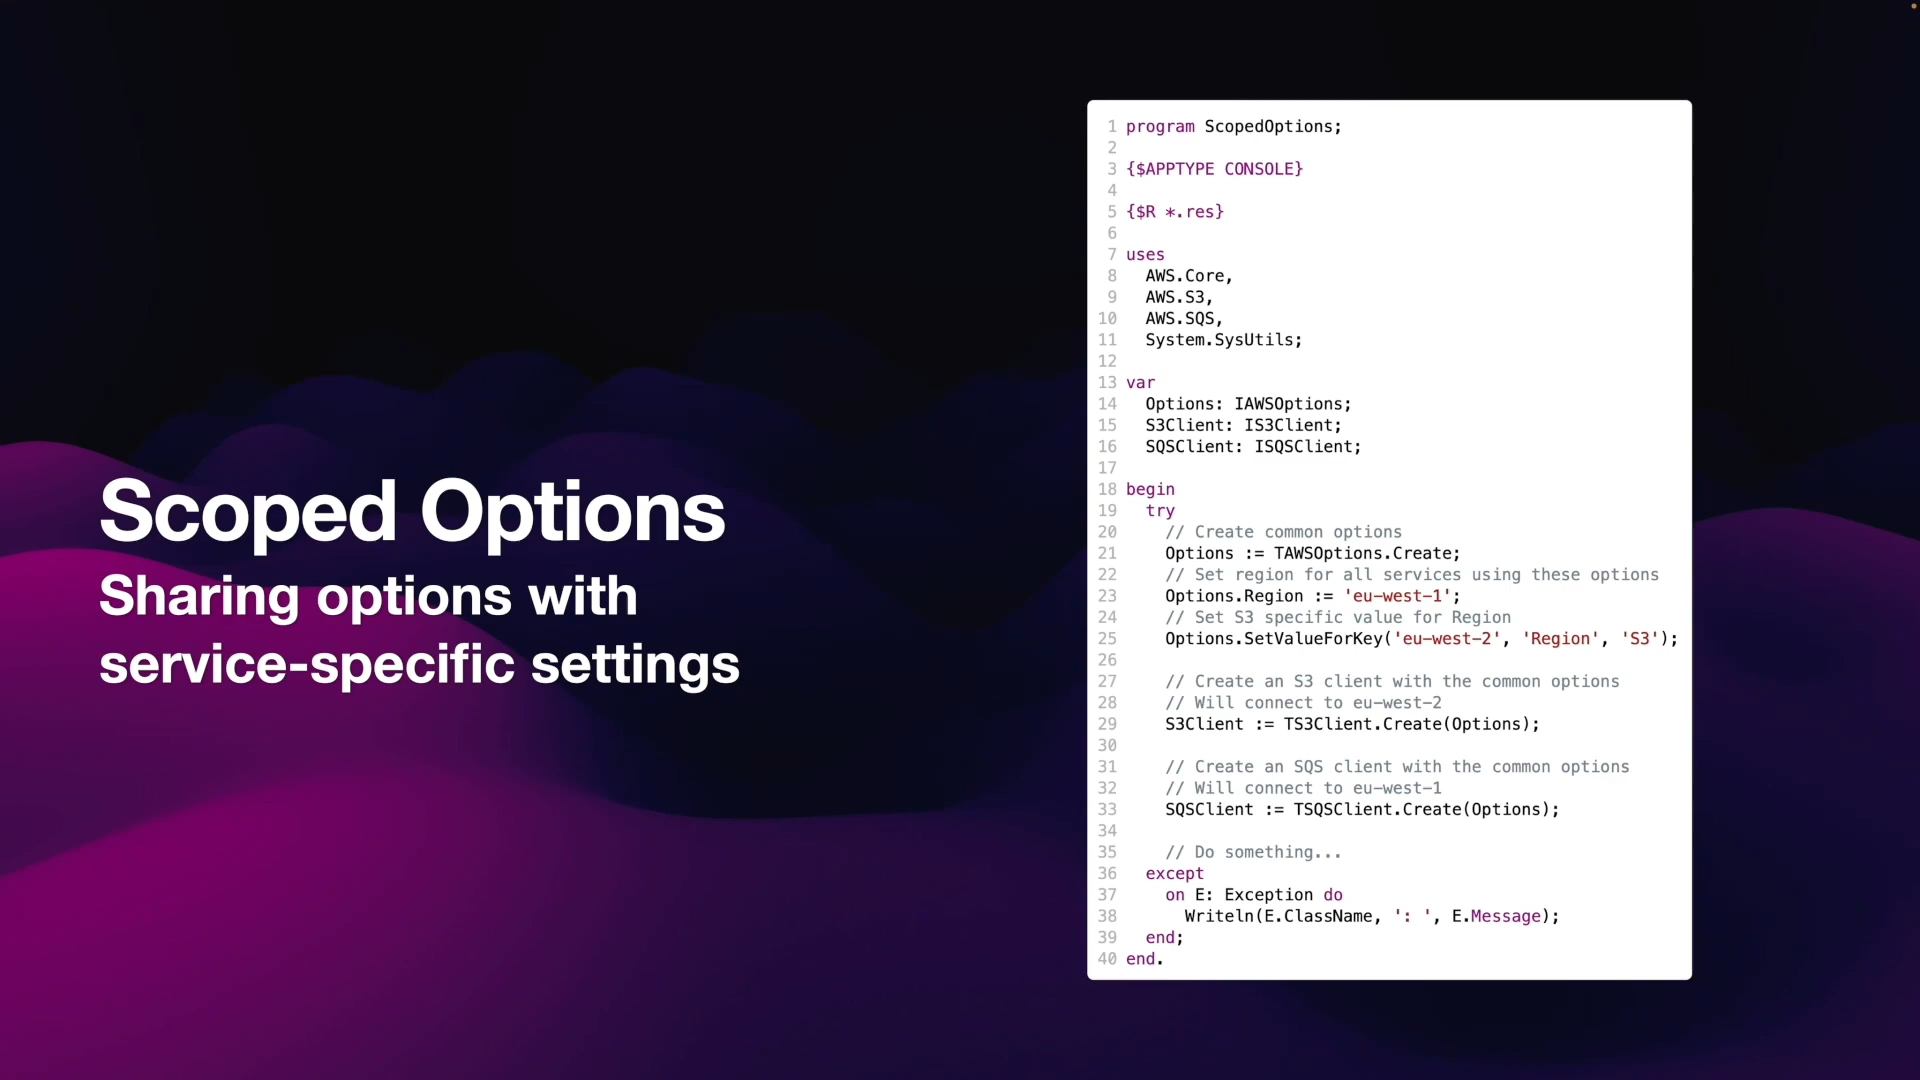 Scoped Options
Sharing options with
service-specific settings
1 program ScopedOptions;
2
3 {$APPTYPE CONSOLE}
4
5 {$R *.res}
6
7 uses
8   AWS.Core,
9   AWS.S3,
10   AWS.SQS,
11   System.SysUtils;
12
13 var
14   Options: IAWSOptions;
15   S3Client: IS3Client;
16   SQSClient: ISQSClient;
17
18 begin
19   try
20     // Create common options
21     Options := TAWSOptions.Create;
22     // Set region for all services using these options
23     Options.Region := 'eu-west-1';
24     // Set S3 specific value for Region
25     Options.SetValueForKey('eu-west-2', 'Region', 'S3');
26
27     // Create an S3 client with the common options
28     // Will connect to eu-west-2
29     S3Client := TS3Client.Create(Options);
30
31     // Create an SQS client with the common options
32     // Will connect to eu-west-1
33     SQSClient := TSQSClient.Create(Options);
34
35     // Do something...
36   except
37     on E: Exception do
38       Writeln(E.ClassName, ': ', E.Message);
39   end;
40 end.